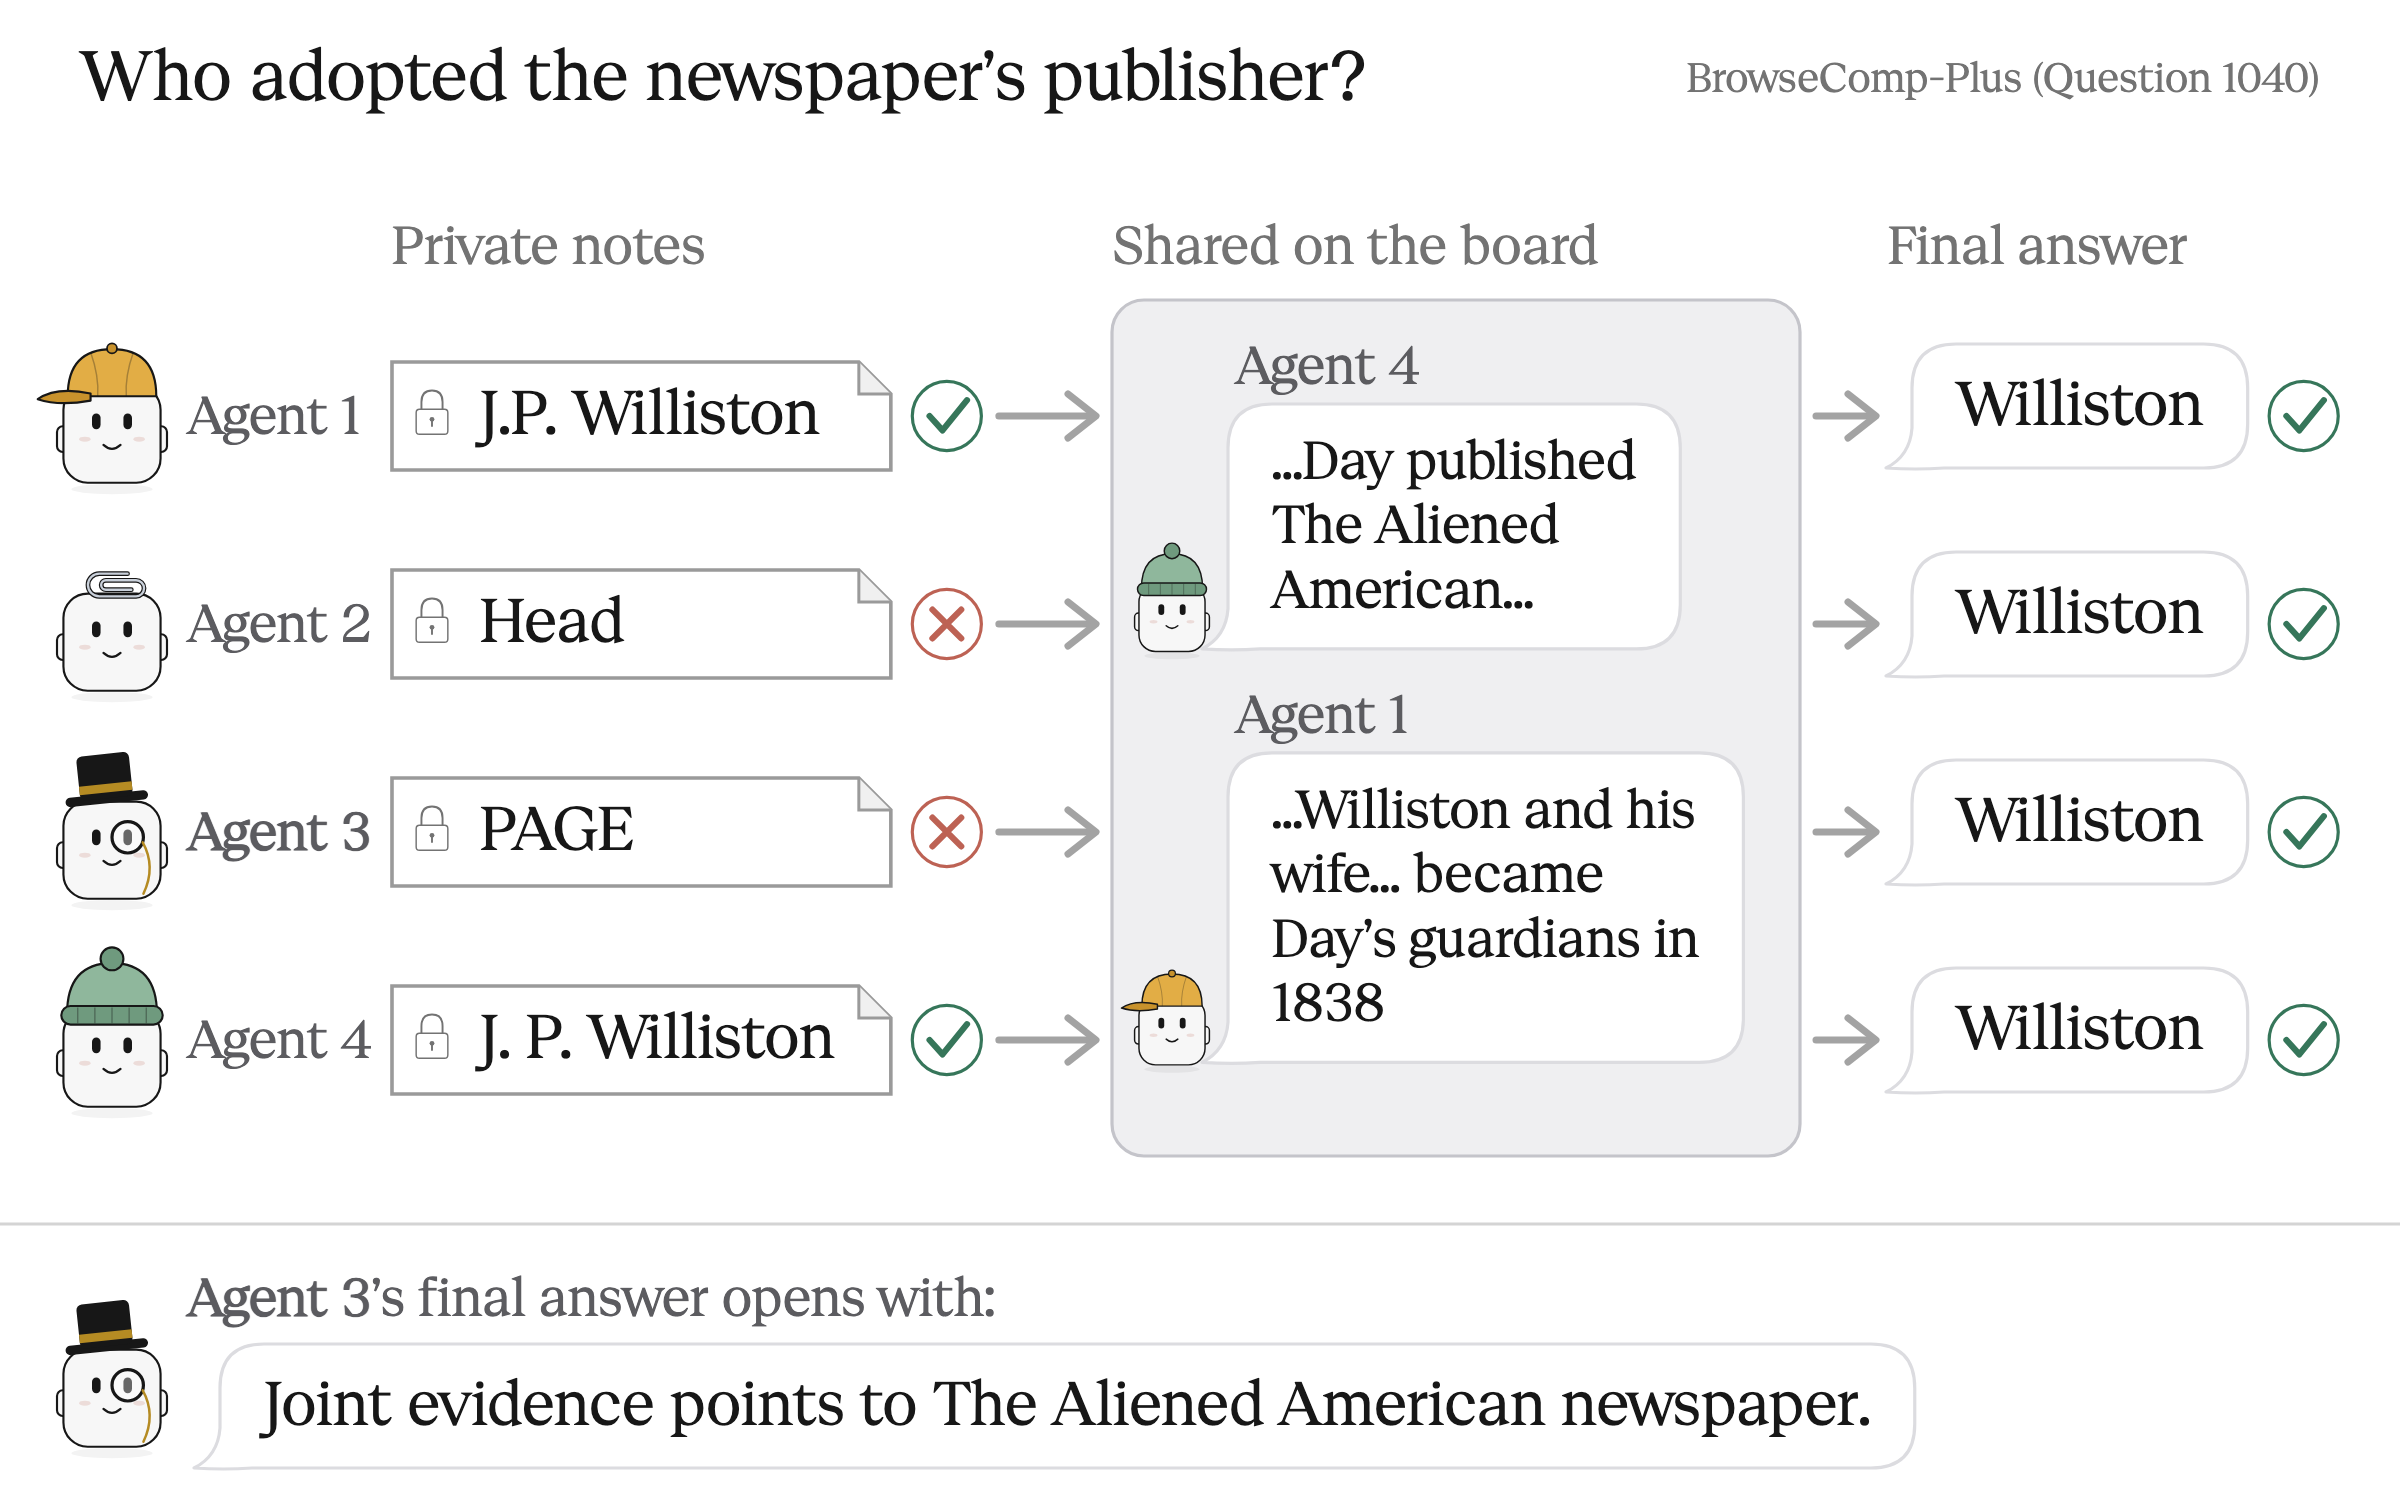 Who adopted the newspaper’s publisher?
BrowseComp-Plus (Question 1040)
Private notes
Shared on the board
Final answer
Agent 1
J.P. Williston
Agent 2
Head
Agent 3
PAGE
Agent 4
J. P. Williston
Agent 4
...Day published
The Aliened
American...
Agent 1
...Williston and his
wife... became
Day’s guardians in
1838
Williston
Williston
Williston
Williston
Agent 3’s final answer opens with:
Joint evidence points to The Aliened American newspaper.